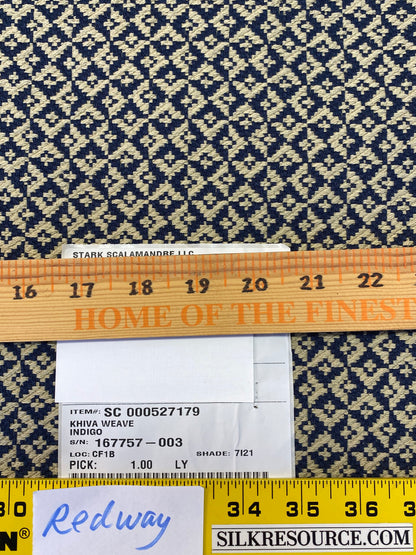 STARK SCALAMANDRE LLC
16 17 18 19 20 21 22
HOME OF THE FINEST
ITEM#: SC 000527179
KHIVA WEAVE
INDIGO
S/N: 167757-003
LOC: CF1B SHADE: 7I21
PICK: 1.00 LY
30 34 35 36
Redway
SILKRESOURCE.COM.